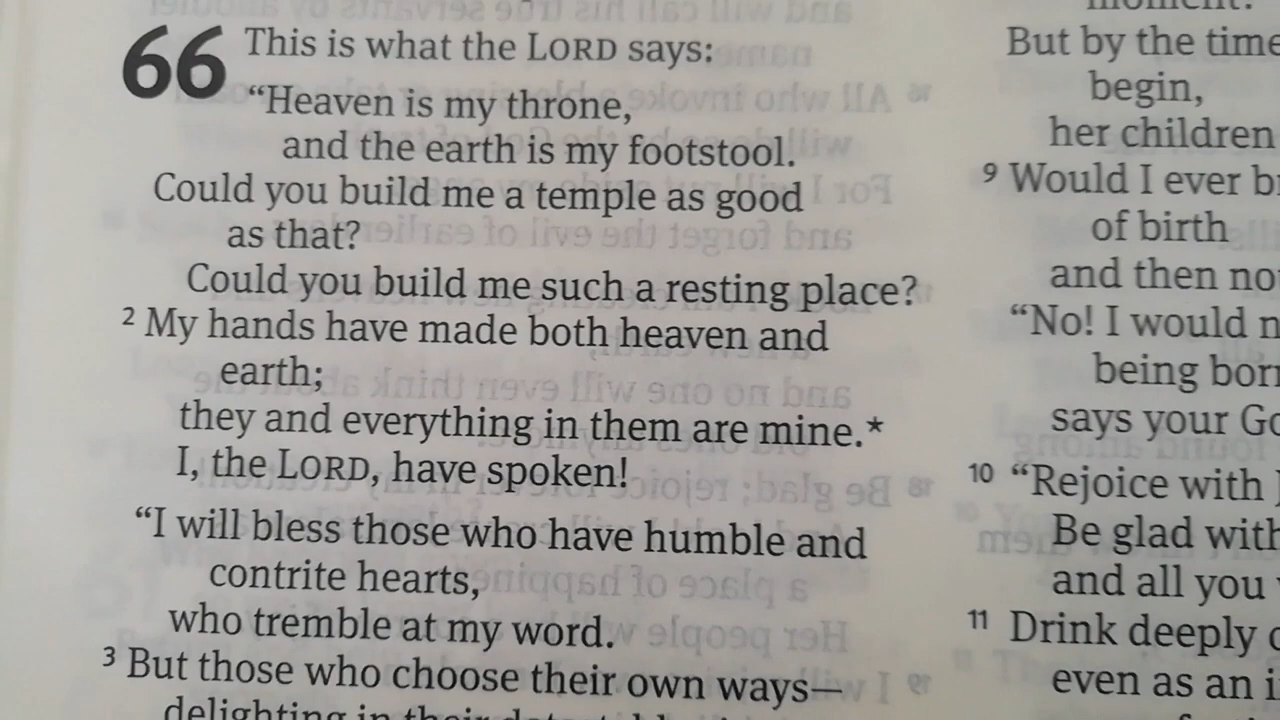 66 This is what the LORD says:
“Heaven is my throne,
and the earth is my footstool.
Could you build me a temple as good
as that?
Could you build me such a resting place?
2 My hands have made both heaven and
earth;
they and everything in them are mine.*
I, the LORD, have spoken!
“I will bless those who have humble and
contrite hearts,
who tremble at my word.
3 But those who choose their own ways—
delighting in their
But by the time
begin,
her children
9 Would I ever
of birth
and then
“No! I would
being
says your
10 “Rejoice with
Be glad with
and all you
11 Drink deeply
even as an